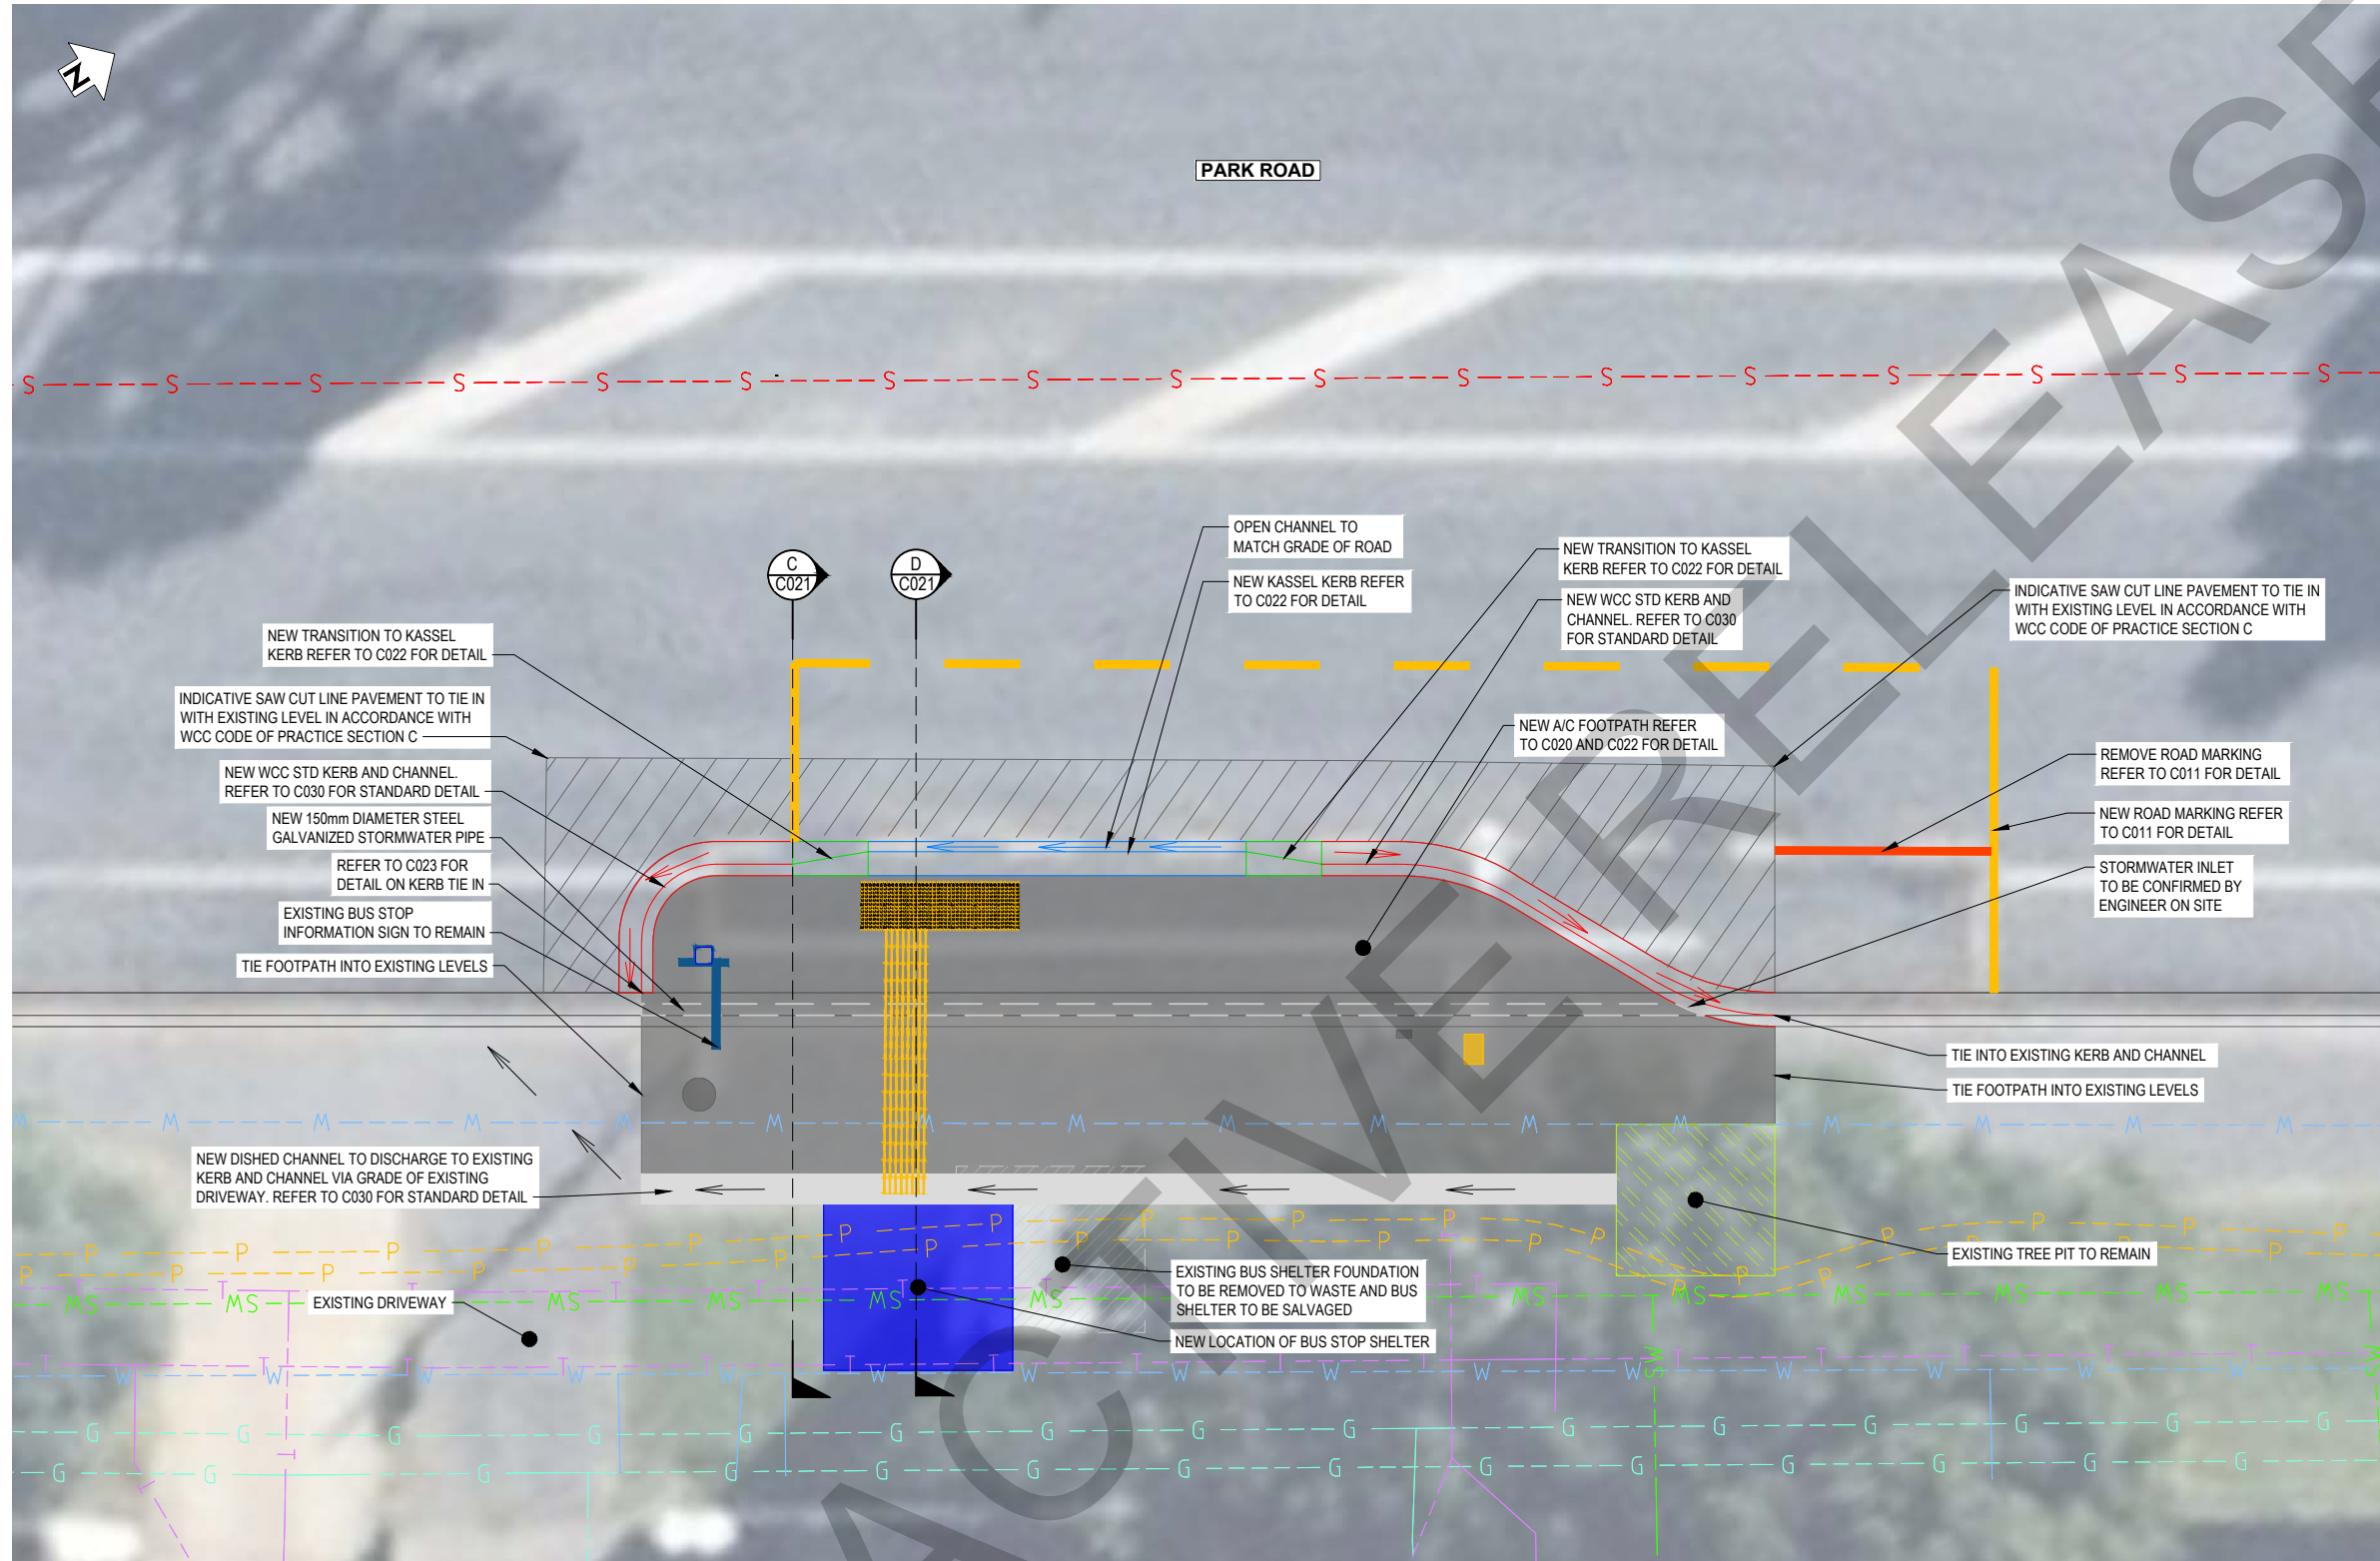 N
PARK ROAD
C
C021
D
C021
OPEN CHANNEL TO
MATCH GRADE OF ROAD
NEW KASSEL KERB REFER
TO C022 FOR DETAIL
NEW TRANSITION TO KASSEL
KERB REFER TO C022 FOR DETAIL
NEW WCC STD KERB AND
CHANNEL. REFER TO C030
FOR STANDARD DETAIL
INDICATIVE SAW CUT LINE PAVEMENT TO TIE IN
WITH EXISTING LEVEL IN ACCORDANCE WITH
WCC CODE OF PRACTICE SECTION C
NEW TRANSITION TO KASSEL
KERB REFER TO C022 FOR DETAIL
INDICATIVE SAW CUT LINE PAVEMENT TO TIE IN
WITH EXISTING LEVEL IN ACCORDANCE WITH
WCC CODE OF PRACTICE SECTION C
NEW WCC STD KERB AND CHANNEL.
REFER TO C030 FOR STANDARD DETAIL
NEW 150mm DIAMETER STEEL
GALVANIZED STORMWATER PIPE
REFER TO C023 FOR
DETAIL ON KERB TIE IN
EXISTING BUS STOP
INFORMATION SIGN TO REMAIN
TIE FOOTPATH INTO EXISTING LEVELS
NEW A/C FOOTPATH REFER
TO C020 AND C022 FOR DETAIL
REMOVE ROAD MARKING
REFER TO C011 FOR DETAIL
NEW ROAD MARKING REFER
TO C011 FOR DETAIL
STORMWATER INLET
TO BE CONFIRMED BY
ENGINEER ON SITE
TIE INTO EXISTING KERB AND CHANNEL
TIE FOOTPATH INTO EXISTING LEVELS
NEW DISHED CHANNEL TO DISCHARGE TO EXISTING
KERB AND CHANNEL VIA GRADE OF EXISTING
DRIVEWAY. REFER TO C030 FOR STANDARD DETAIL
EXISTING DRIVEWAY
EXISTING BUS SHELTER FOUNDATION
TO BE REMOVED TO WASTE AND BUS
SHELTER TO BE SALVAGED
NEW LOCATION OF BUS STOP SHELTER
EXISTING TREE PIT TO REMAIN